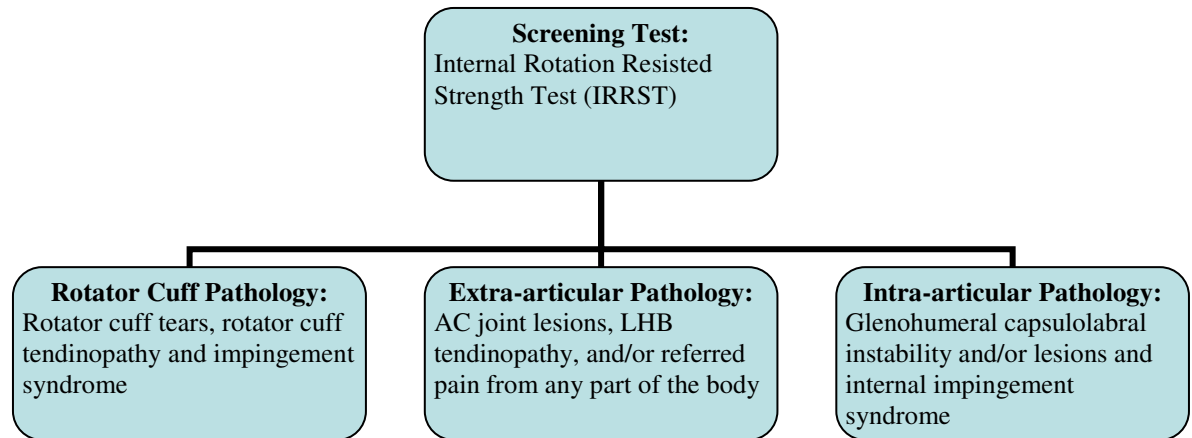 Screening Test:
Internal Rotation Resisted
Strength Test (IRRST)
Rotator Cuff Pathology:
Rotator cuff tears, rotator cuff
tendinopathy and impingement
syndrome
Extra-articular Pathology:
AC joint lesions, LHB
tendinopathy, and/or referred
pain from any part of the body
Intra-articular Pathology:
Glenohumeral capsulolabral
instability and/or lesions and
internal impingement
syndrome